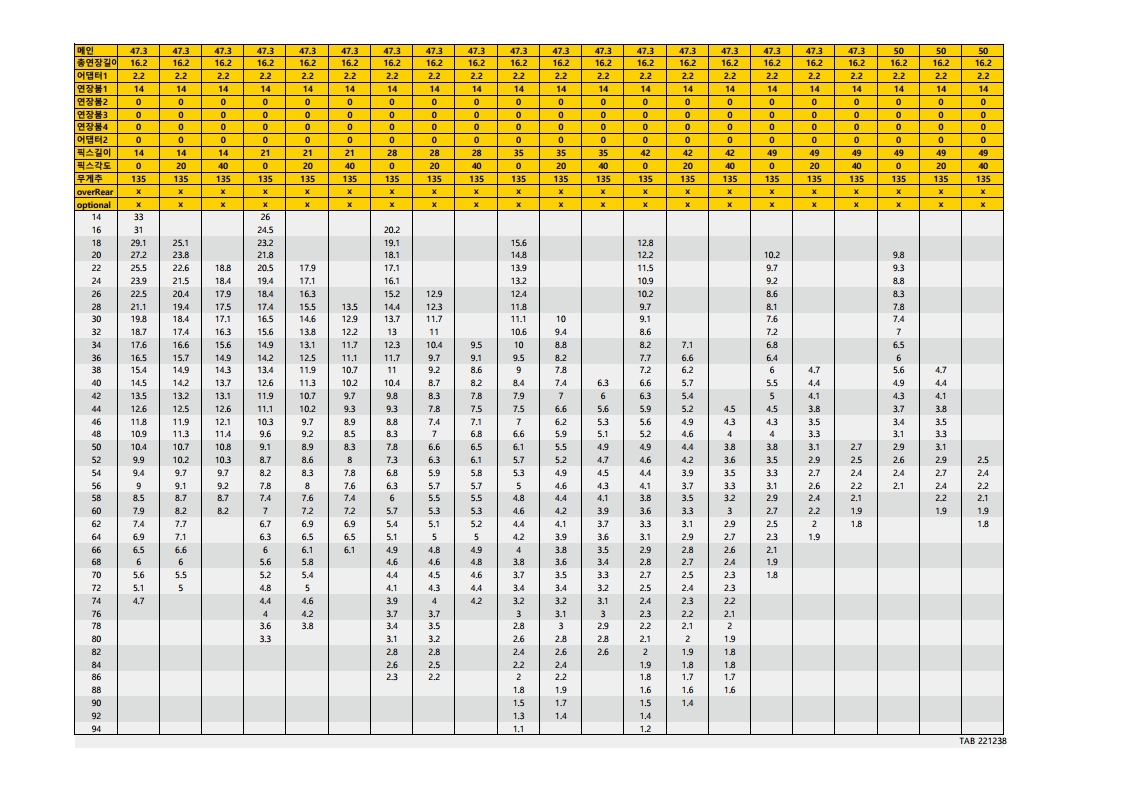 메인 47.3 47.3 47.3 47.3 47.3 47.3 47.3 47.3 47.3 47.3 47.3 47.3 47.3 47.3 47.3 47.3 47.3 47.3 50 50 50
총연장길이 16.2 16.2 16.2 16.2 16.2 16.2 16.2 16.2 16.2 16.2 16.2 16.2 16.2 16.2 16.2 16.2 16.2 16.2 16.2 16.2 16.2
어댑터1 2.2 2.2 2.2 2.2 2.2 2.2 2.2 2.2 2.2 2.2 2.2 2.2 2.2 2.2 2.2 2.2 2.2 2.2 2.2 2.2 2.2
연장붐1 14 14 14 14 14 14 14 14 14 14 14 14 14 14 14 14 14 14 14 14 14
연장붐2 0 0 0 0 0 0 0 0 0 0 0 0 0 0 0 0 0 0 0 0 0
연장붐3 0 0 0 0 0 0 0 0 0 0 0 0 0 0 0 0 0 0 0 0 0
연장붐4 0 0 0 0 0 0 0 0 0 0 0 0 0 0 0 0 0 0 0 0 0
어댑터2 0 0 0 0 0 0 0 0 0 0 0 0 0 0 0 0 0 0 0 0 0
픽스길이 14 14 14 21 21 21 28 28 28 35 35 35 42 42 42 49 49 49 49 49 49
픽스각도 0 20 40 0 20 40 0 20 40 0 20 40 0 20 40 0 20 40 0 20 40
무게추 135 135 135 135 135 135 135 135 135 135 135 135 135 135 135 135 135 135 135 135 135
overRear x x x x x x x x x x x x x x x x x x x x x
optional x x x x x x x x x x x x x x x x x x x x x
14 33 26
16 31 24.5 20.2
18 29.1 25.1 23.2 19.1 15.6 12.8
20 27.2 23.8 21.8 18.1 14.8 12.2 10.2 9.8
22 25.5 22.6 18.8 20.5 17.9 17.1 13.9 11.5 9.7 9.3
24 23.9 21.5 18.4 19.4 17.1 16.1 13.2 10.9 9.2 8.8
26 22.5 20.4 17.9 18.4 16.3 15.2 12.9 12.4 10.2 8.6 8.3
28 21.1 19.4 17.5 17.4 15.5 13.5 14.4 12.3 11.8 9.7 8.1 7.8
30 19.8 18.4 17.1 16.5 14.6 12.9 13.7 11.7 11.1 10 9.1 7.6 7.4
32 18.7 17.4 16.3 15.6 13.8 12.2 13 11 10.6 9.4 8.6 7.2 7
34 17.6 16.6 15.6 14.9 13.1 11.7 12.3 10.4 9.5 10 8.8 8.2 7.1 6.8 6.5
36 16.5 15.7 14.9 14.2 12.5 11.1 11.7 9.7 9.1 9.5 8.2 7.7 6.6 6.4 6
38 15.4 14.9 14.3 13.4 11.9 10.7 11 9.2 8.6 9 7.8 7.2 6.2 6 4.7 5.6 4.7
40 14.5 14.2 13.7 12.6 11.3 10.2 10.4 8.7 8.2 8.4 7.4 6.3 6.6 5.7 5.5 4.4 4.9 4.4
42 13.5 13.2 13.1 11.9 10.7 9.7 9.8 8.3 7.8 7.9 7 6 6.3 5.4 5 4.1 4.3 4.1
44 12.6 12.5 12.6 11.1 10.2 9.3 9.3 7.8 7.5 7.5 6.6 5.6 5.9 5.2 4.5 4.5 3.8 3.7 3.8
46 11.8 11.9 12.1 10.3 9.7 8.9 8.8 7.4 7.1 7 6.2 5.3 5.6 4.9 4.3 4.3 3.5 3.4 3.5
48 10.9 11.3 11.4 9.6 9.2 8.5 8.3 7 6.8 6.6 5.9 5.1 5.2 4.6 4 4 3.3 3.1 3.3
50 10.4 10.7 10.8 9.1 8.9 8.3 7.8 6.6 6.5 6.1 5.5 4.9 4.9 4.4 3.8 3.8 3.1 2.7 2.9 3.1
52 9.9 10.2 10.3 8.7 8.6 8 7.3 6.3 6.1 5.7 5.2 4.7 4.6 4.2 3.6 3.5 2.9 2.5 2.6 2.9 2.5
54 9.4 9.7 9.7 8.2 8.3 7.8 6.8 5.9 5.8 5.3 4.9 4.5 4.4 3.9 3.5 3.3 2.7 2.4 2.4 2.7 2.4
56 9 9.1 9.2 7.8 8 7.6 6.3 5.7 5.7 5 4.6 4.3 4.1 3.7 3.3 3.1 2.6 2.2 2.1 2.4 2.2
58 8.5 8.7 8.7 7.4 7.6 7.4 6 5.5 5.5 4.8 4.4 4.1 3.8 3.5 3.2 2.9 2.4 2.1 2.2 2.1
60 7.9 8.2 8.2 7 7.2 7.2 5.7 5.3 5.3 4.6 4.2 3.9 3.6 3.3 3 2.7 2.2 1.9 1.9 1.9
62 7.4 7.7 6.7 6.9 6.9 5.4 5.1 5.2 4.4 4.1 3.7 3.3 3.1 2.9 2.5 2 1.8 1.8
64 6.9 7.1 6.3 6.5 6.5 5.1 5 5 4.2 3.9 3.6 3.1 2.9 2.7 2.3 1.9
66 6.5 6.6 6 6.1 6.1 4.9 4.8 4.9 4 3.8 3.5 2.9 2.8 2.6 2.1
68 6 6 5.6 5.8 4.6 4.6 4.8 3.8 3.6 3.4 2.8 2.7 2.4 1.9
70 5.6 5.5 5.2 5.4 4.4 4.5 4.6 3.7 3.5 3.3 2.7 2.5 2.3 1.8
72 5.1 5 4.8 5 4.1 4.3 4.4 3.4 3.4 3.2 2.5 2.4 2.3
74 4.7 4.4 4.6 3.9 4 4.2 3.2 3.2 3.1 2.4 2.3 2.2
76 4 4.2 3.7 3.7 3 3.1 3 2.3 2.2 2.1
78 3.6 3.8 3.4 3.5 2.8 3 2.9 2.2 2.1 2
80 3.3 3.1 3.2 2.6 2.8 2.8 2.1 2 1.9
82 2.8 2.8 2.4 2.6 2.6 2 1.9 1.8
84 2.6 2.5 2.2 2.4 1.9 1.8 1.8
86 2.3 2.2 2 2.2 1.8 1.7 1.7
88 1.8 1.9 1.6 1.6 1.6
90 1.5 1.7 1.5 1.4
92 1.3 1.4 1.4
94 1.1 1.2
TAB 221238